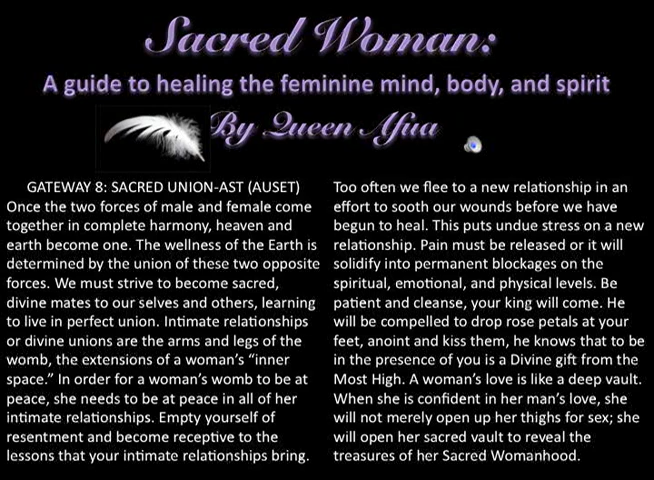 Sacred Woman:
A guide to healing the feminine mind, body, and spirit
By Queen Afua
GATEWAY 8: SACRED UNION-AST (AUSET)
Once the two forces of male and female come
together in complete harmony, heaven and
earth become one. The wellness of the Earth is
determined by the union of these two opposite
forces. We must strive to become sacred,
divine mates to our selves and others, learning
to live in perfect union. Intimate relationships
or divine unions are the arms and legs of the
womb, the extensions of a woman's “inner
space.” In order for a woman's womb to be at
peace, she needs to be at peace in all of her
intimate relationships. Empty yourself of
resentment and become receptive to the
lessons that your intimate relationships bring.
Too often we flee to a new relationship in an
effort to sooth our wounds before we have
begun to heal. This puts undue stress on a new
relationship. Pain must be released or it will
solidify into permanent blockages on the
spiritual, emotional, and physical levels. Be
patient and cleanse, your king will come. He
will be compelled to drop rose petals at your
feet, anoint and kiss them, he knows that to be
in the presence of you is a Divine gift from the
Most High. A woman's love is like a deep vault.
When she is confident in her man's love, she
will not merely open up her thighs for sex; she
will open her sacred vault to reveal the
treasures of her Sacred Womanhood.